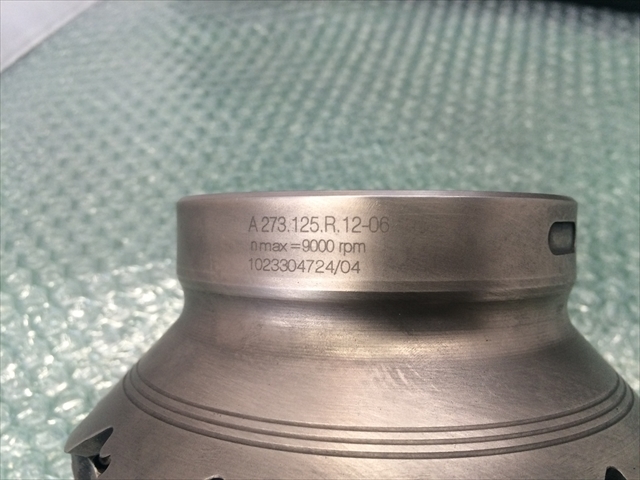 A 273.125.R.12-06
n max = 9000 rpm
1023304724/04